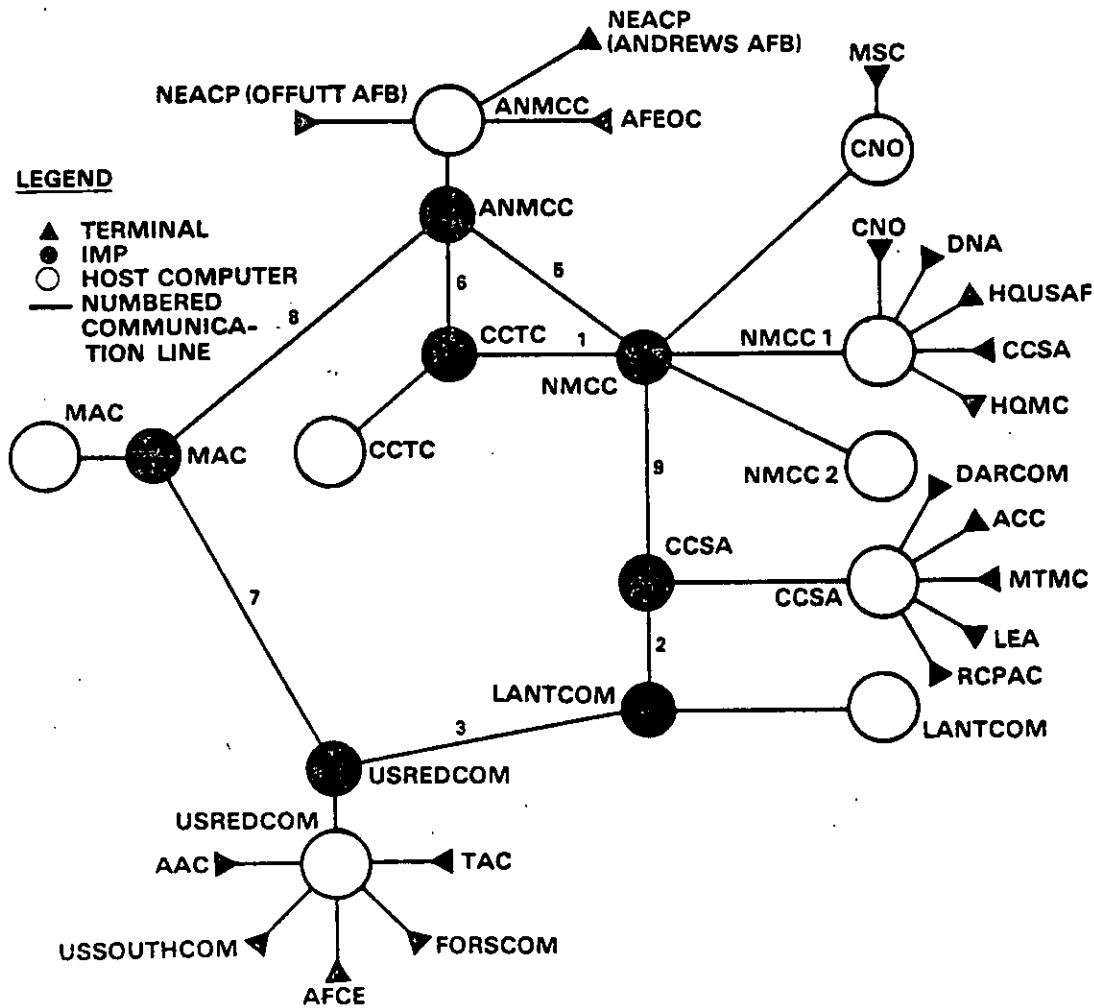 NEACP
(ANDREWS AFB)
MSC
NEACP (OFFUTT AFB)
ANMCC
AFEOC
CNO
LEGEND
TERMINAL
IMP
HOST COMPUTER
NUMBERED
COMMUNICA-
TION LINE
ANMCC
CNO
DNA
HQUSAF
CCSA
HQMC
8
6
5
CCTC
1
NMCC
NMCC 1
MAC
MAC
CCTC
9
NMCC 2
DARCOM
ACC
MTMC
LEA
RCPAC
CCSA
CCSA
7
2
LANTCOM
LANTCOM
3
USREDCOM
USREDCOM
AAC
TAC
USSOUTHCOM
FORSCOM
AFCE